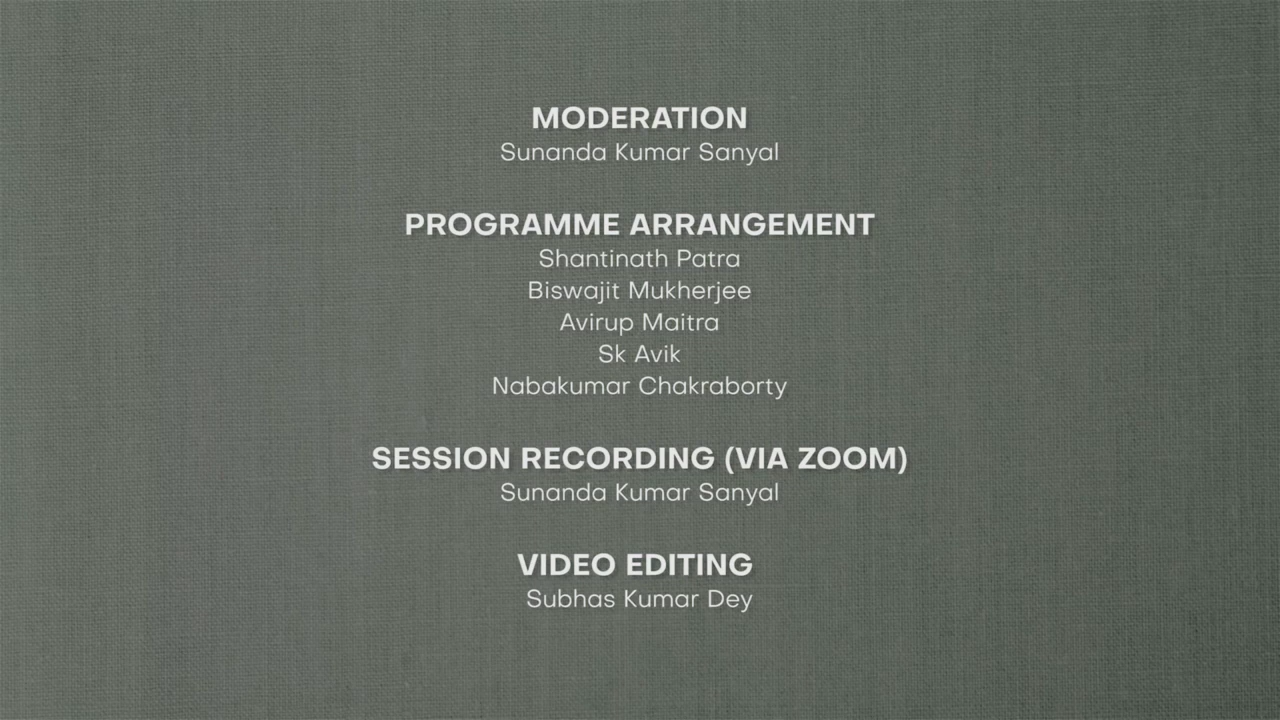 MODERATION
Sunanda Kumar Sanyal
PROGRAMME ARRANGEMENT
Shantinath Patra
Biswajit Mukherjee
Avirup Maitra
Sk Avik
Nabakumar Chakraborty
SESSION RECORDING (VIA ZOOM)
Sunanda Kumar Sanyal
VIDEO EDITING
Subhas Kumar Dey